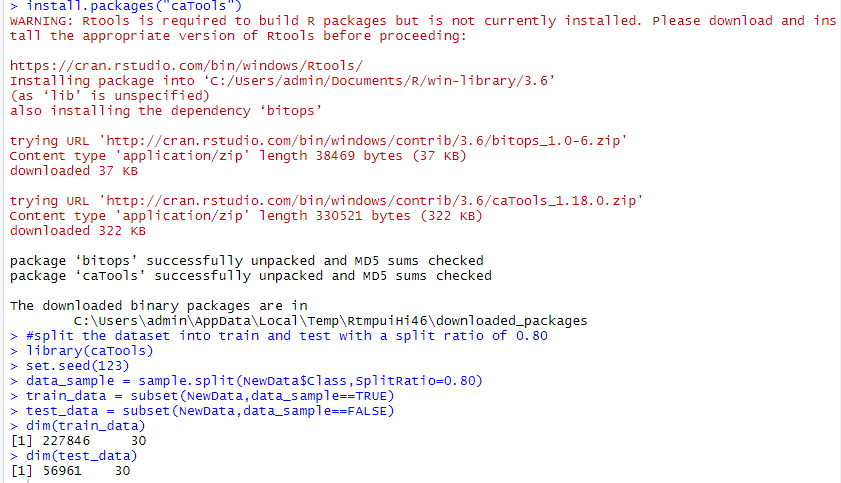 > install.packages("caTools")
WARNING: Rtools is required to build R packages but is not currently installed. Please download and ins
tall the appropriate version of Rtools before proceeding:
https://cran.rstudio.com/bin/windows/Rtools/
Installing package into ‘C:/Users/admin/Documents/R/win-library/3.6’
(as ‘lib’ is unspecified)
also installing the dependency ‘bitops’
trying URL 'http://cran.rstudio.com/bin/windows/contrib/3.6/bitops_1.0-6.zip'
Content type 'application/zip' length 38469 bytes (37 KB)
downloaded 37 KB
trying URL 'http://cran.rstudio.com/bin/windows/contrib/3.6/caTools_1.18.0.zip'
Content type 'application/zip' length 330521 bytes (322 KB)
downloaded 322 KB
package ‘bitops’ successfully unpacked and MD5 sums checked
package ‘caTools’ successfully unpacked and MD5 sums checked
The downloaded binary packages are in
C:\Users\admin\AppData\Local\Temp\RtmpuiHi46\downloaded_packages
> #split the dataset into train and test with a split ratio of 0.80
> library(caTools)
> set.seed(123)
> data_sample = sample.split(NewData$Class,SplitRatio=0.80)
> train_data = subset(NewData,data_sample==TRUE)
> test_data = subset(NewData,data_sample==FALSE)
> dim(train_data)
[1] 227846     30
> dim(test_data)
[1] 56961    30